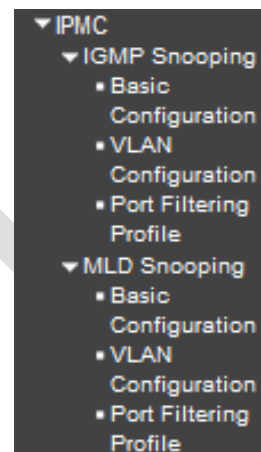 IPMC
IGMP Snooping
Basic
Configuration
VLAN
Configuration
Port Filtering
Profile
MLD Snooping
Basic
Configuration
VLAN
Configuration
Port Filtering
Profile